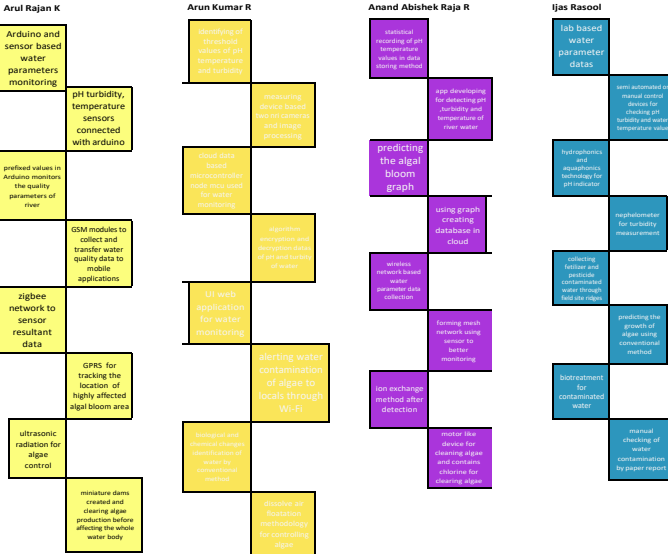 Arul Rajan K
Arduino and
sensor based
water
parameters
monitoring
pH turbidity,
temperature
sensors
connected
with arduino
prefixed values in
Arduino monitors
the quality
parameters of
river
GSM modules to
collect and
transfer water
quality data to
mobile
applications
zigbee
network to
sensor
resultant
data
GPRS for
tracking the
location of
highly affected
algal bloom area
ultrasonic
radiation for
algae
control
miniature dams
created and
clearing algae
production before
affecting the whole
water body
Arun Kumar R
identifying of
threshold
values of pH
temperature
and turbidity
measuring
device based
two nrl cameras
and image
processing
cloud data
based
microcontroller
node mcu used
for water
monitoring
algorithm
encryption and
decryption datas
of pH and turbidity
of water
UI web
application
for water
monitoring
alerting water
contamination
of algae to
locals through
Wi-Fi
biological and
chemical changes
identification of
water by
conventional
method
dissolve air
floatation
methodology
for controlling
algae
Anand Abishek Raja R
statistical
recording of pH
temperature
values in data
storing method
app developing
for detecting pH
,turbidity and
temperature of
river water
predicting
the algal
bloom
graph
using graph
creating
database in
cloud
wireless
network based
water
parameter data
collection
forming mesh
network using
sensor to
better
monitoring
ion exchange
method after
detection
motor like
device for
cleaning algae
and contains
chlorine for
clearing algae
Ijas Rasool
lab based
water
parameter
datas
semi automated or
manual control
devices for
checking pH
turbidity and water
temperature value
hydrophonics
and
aquaphonics
technology for
pH indicator
nephelometer
for turbidity
measurement
collecting
fetilizer and
pesticide
contaminated
water through
field site ridges
predicting the
growth of
algae using
conventional
method
biotreatment
for
contaminated
water
manual
checking of
water
contamination
by paper report